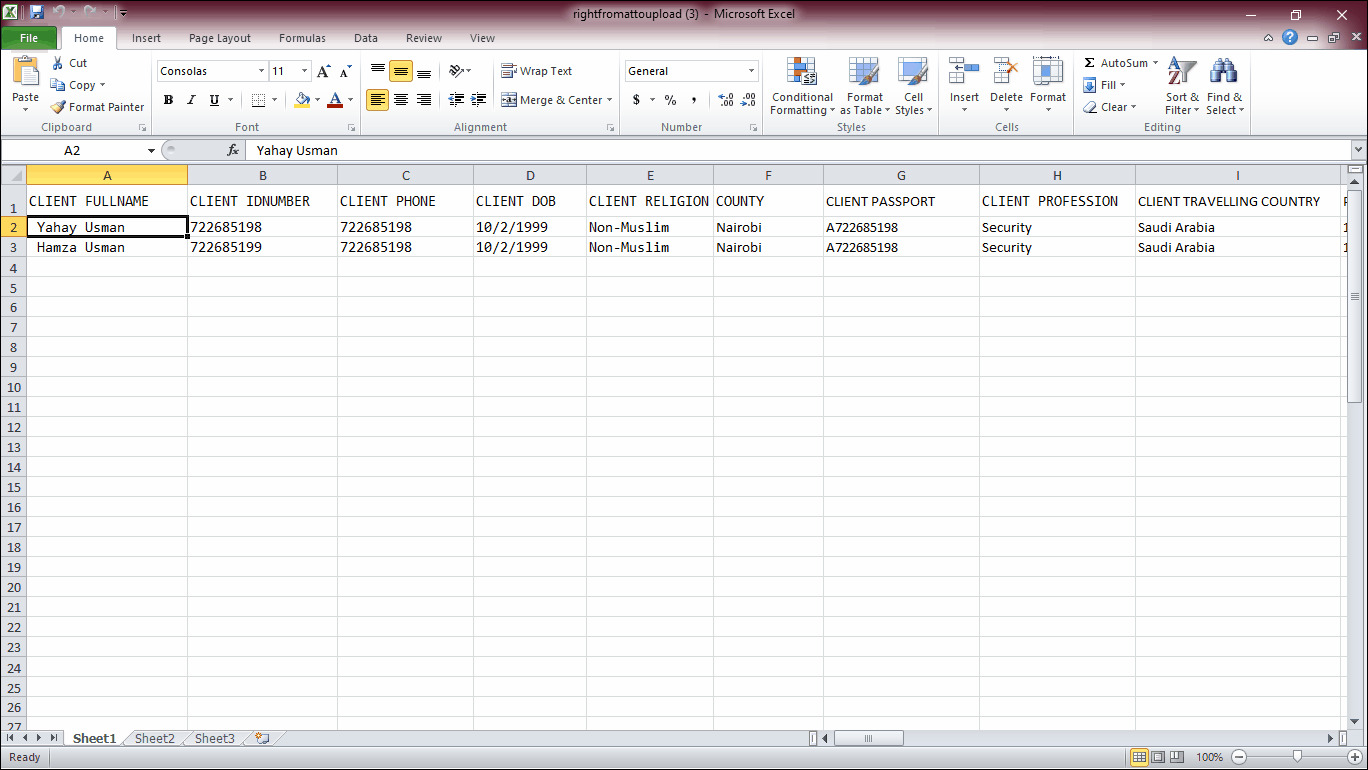 rightfromattoupload (3) - Microsoft Excel
File Home Insert Page Layout Formulas Data Review View
Paste
Cut
Copy
Format Painter
Clipboard
Consolas 11
B I U
Font
Wrap Text
Merge & Center
Alignment
General
$ % ,
Number
Conditional Formatting
Format as Table
Cell Styles
Styles
Insert
Delete
Format
Cells
AutoSum
Fill
Clear
Sort & Filter
Find & Select
Editing
A2 fx Yahay Usman
A B C D E F G H I
1 CLIENT FULLNAME CLIENT IDNUMBER CLIENT PHONE CLIENT DOB CLIENT RELIGION COUNTY CLIENT PASSPORT CLIENT PROFESSION CLIENT TRAVELLING COUNTRY
2 Yahay Usman 722685198 722685198 10/2/1999 Non-Muslim Nairobi A722685198 Security Saudi Arabia
3 Hamza Usman 722685199 722685198 10/2/1999 Non-Muslim Nairobi A722685198 Security Saudi Arabia
4
5
6
7
8
9
10
11
12
13
14
15
16
17
18
19
20
21
22
23
24
25
26
27
Sheet1 Sheet2 Sheet3
Ready 100%